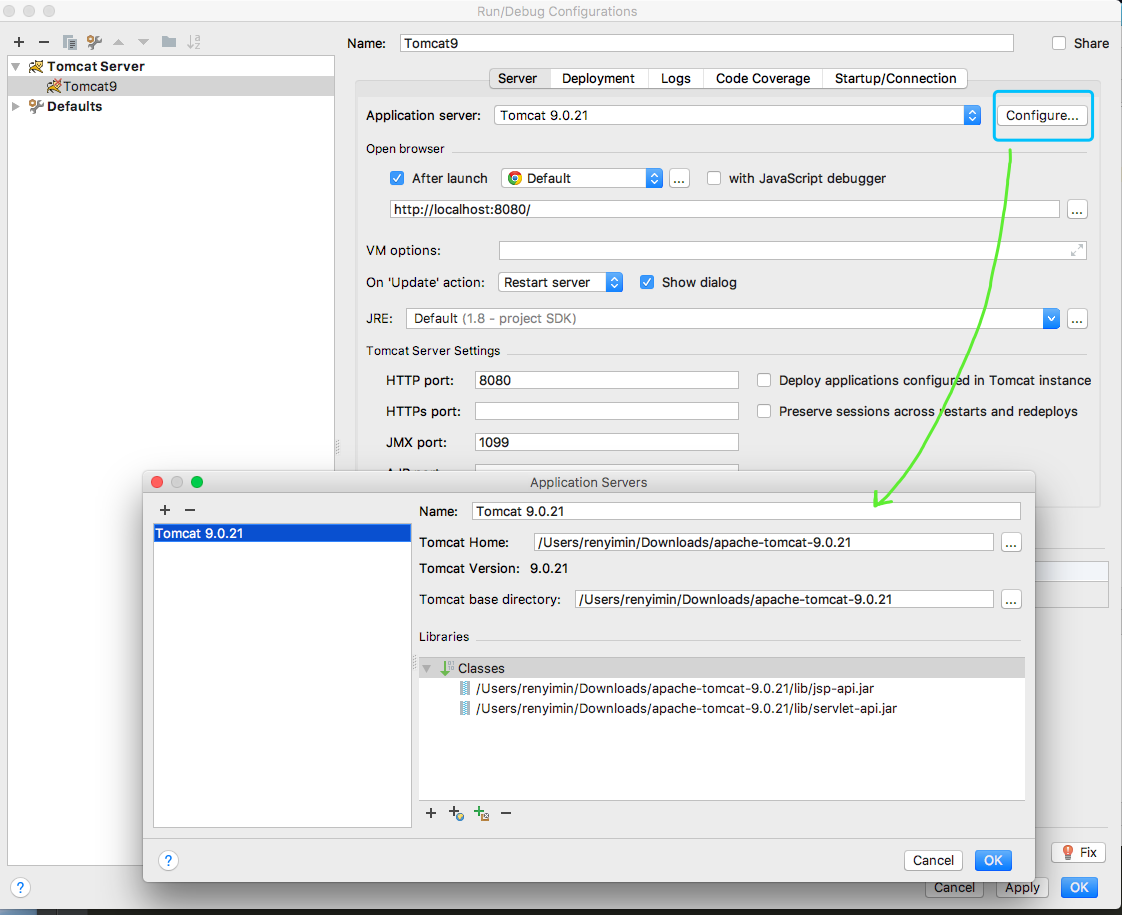 Run/Debug Configurations
Name: Tomcat9 Share
Tomcat Server
Tomcat9
Defaults
Server Deployment Logs Code Coverage Startup/Connection
Application server: Tomcat 9.0.21 Configure...
Open browser
After launch Default ... with JavaScript debugger
http://localhost:8080/ ...
VM options:
On 'Update' action: Restart server Show dialog
JRE: Default (1.8 - project SDK) ...
Tomcat Server Settings
HTTP port: 8080 Deploy applications configured in Tomcat instance
HTTPs port: Preserve sessions across restarts and redeploys
JMX port: 1099
Application Servers
Tomcat 9.0.21
Name: Tomcat 9.0.21
Tomcat Home: /Users/renyimin/Downloads/apache-tomcat-9.0.21 ...
Tomcat Version: 9.0.21
Tomcat base directory: /Users/renyimin/Downloads/apache-tomcat-9.0.21 ...
Libraries
Classes
/Users/renyimin/Downloads/apache-tomcat-9.0.21/lib/jsp-api.jar
/Users/renyimin/Downloads/apache-tomcat-9.0.21/lib/servlet-api.jar
? Cancel OK
Fix
? Cancel Apply OK